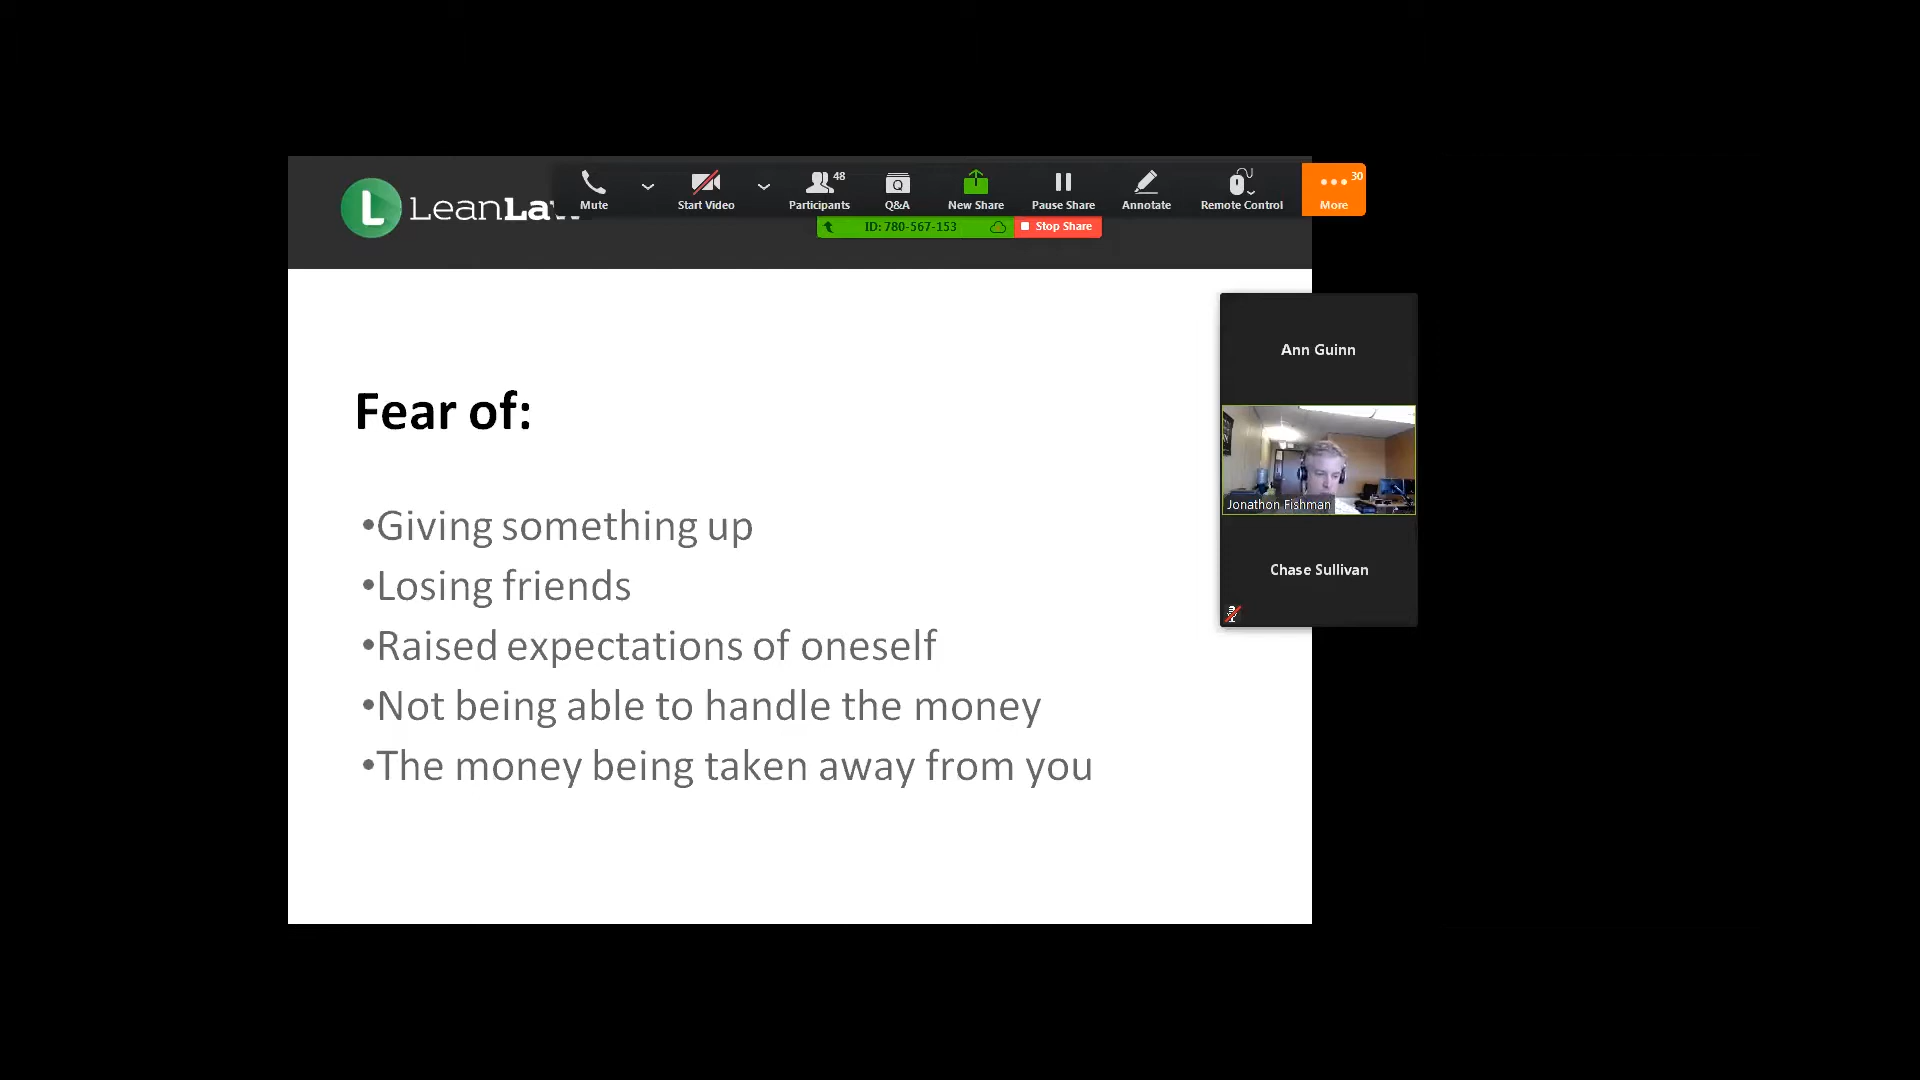 LeanLaw
Mute
Start Video
48
Participants
Q
Q&A
New Share
Pause Share
Annotate
Remote Control
30
More
ID: 780-567-153
Stop Share
Ann Guinn
Jonathon Fishman
Chase Sullivan
Fear of:
•Giving something up
•Losing friends
•Raised expectations of oneself
•Not being able to handle the money
•The money being taken away from you